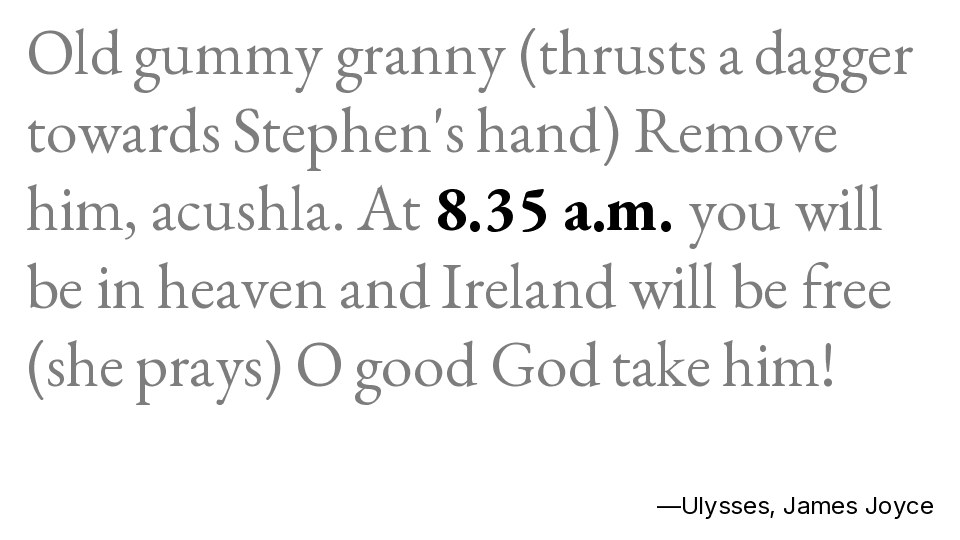 Old gummy granny (thrusts a dagger
towards Stephen's hand) Remove
him, acushla. At 8.35 a.m. you will
be in heaven and Ireland will be free
(she prays) O good God take him!
—Ulysses, James Joyce